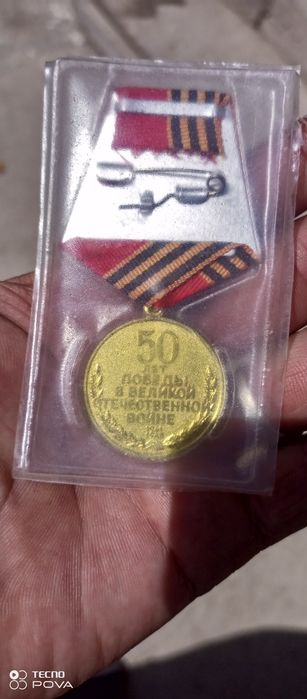 50
ЛЕТ
ПОБЕДЫ
В ВЕЛИКОЙ
ОТЕЧЕСТВЕННОЙ
ВОЙНЕ
TECNO
POVA